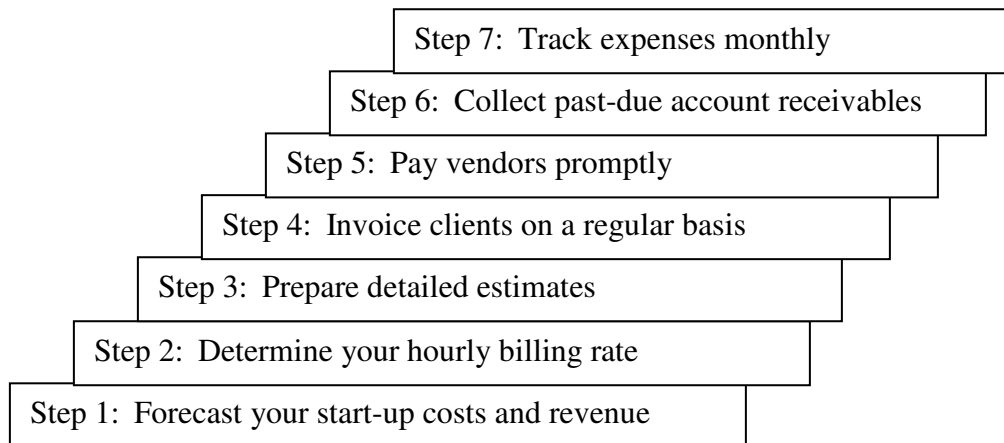 Step 7: Track expenses monthly
Step 6: Collect past-due account receivables
Step 5: Pay vendors promptly
Step 4: Invoice clients on a regular basis
Step 3: Prepare detailed estimates
Step 2: Determine your hourly billing rate
Step 1: Forecast your start-up costs and revenue